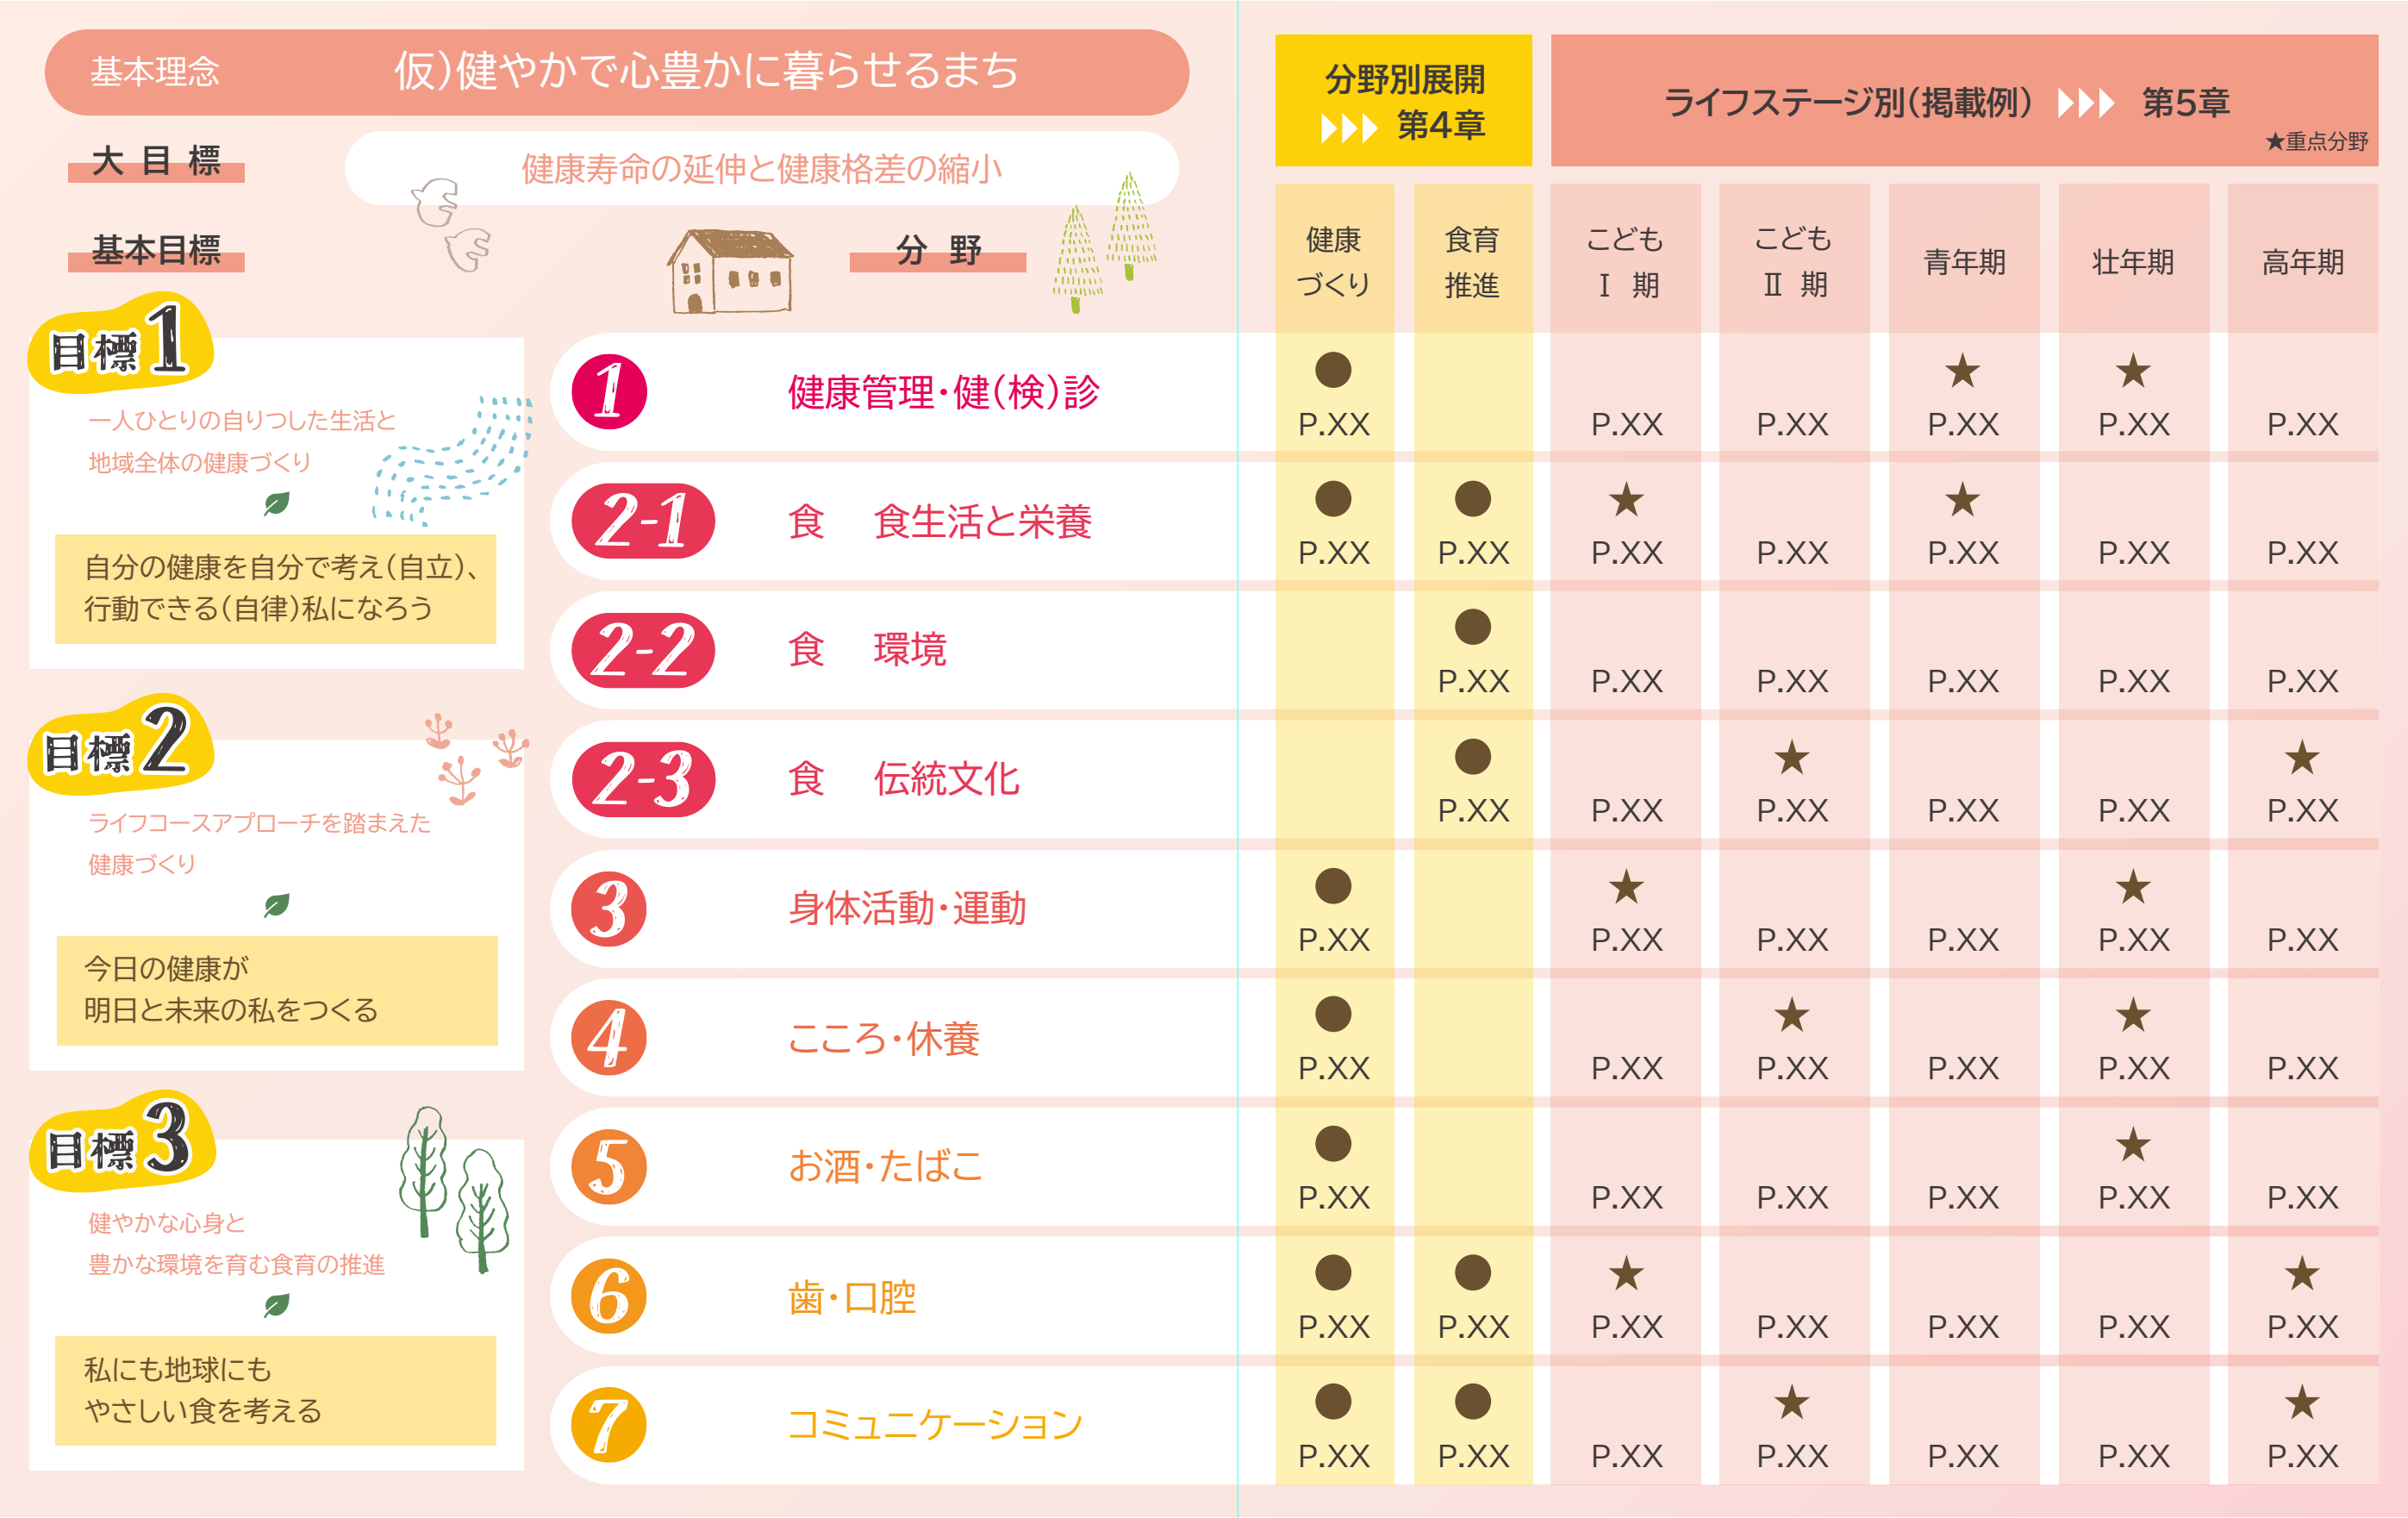 基本理念 仮）健やかで心豊かに暮らせるまち
大目標 健康寿命の延伸と健康格差の縮小
基本目標
分野
目標1
一人ひとりの自りつした生活と
地域全体の健康づくり
自分の健康を自分で考え（自立）、
行動できる（自律）私になろう
目標2
ライフコースアプローチを踏まえた
健康づくり
今日の健康が
明日と未来の私をつくる
目標3
健やかな心身と
豊かな環境を育む食育の推進
私にも地球にも
やさしい食を考える
分野別展開
第4章
ライフステージ別（掲載例） 第5章
★重点分野
健康
づくり
食育
推進
こども
Ⅰ 期
こども
Ⅱ 期
青年期
壮年期
高年期
1 健康管理・健（検）診
● ★ ★
P.XX P.XX P.XX P.XX P.XX P.XX
2-1 食 食生活と栄養
● ● ★ ★
P.XX P.XX P.XX P.XX P.XX P.XX P.XX
2-2 食 環境
●
P.XX P.XX P.XX P.XX P.XX P.XX
2-3 食 伝統文化
● ★ ★
P.XX P.XX P.XX P.XX P.XX P.XX
3 身体活動・運動
● ★ ★
P.XX P.XX P.XX P.XX P.XX P.XX
4 こころ・休養
● ★ ★
P.XX P.XX P.XX P.XX P.XX P.XX
5 お酒・たばこ
● ★
P.XX P.XX P.XX P.XX P.XX P.XX
6 歯・口腔
● ● ★ ★
P.XX P.XX P.XX P.XX P.XX P.XX P.XX
7 コミュニケーション
● ● ★ ★
P.XX P.XX P.XX P.XX P.XX P.XX P.XX